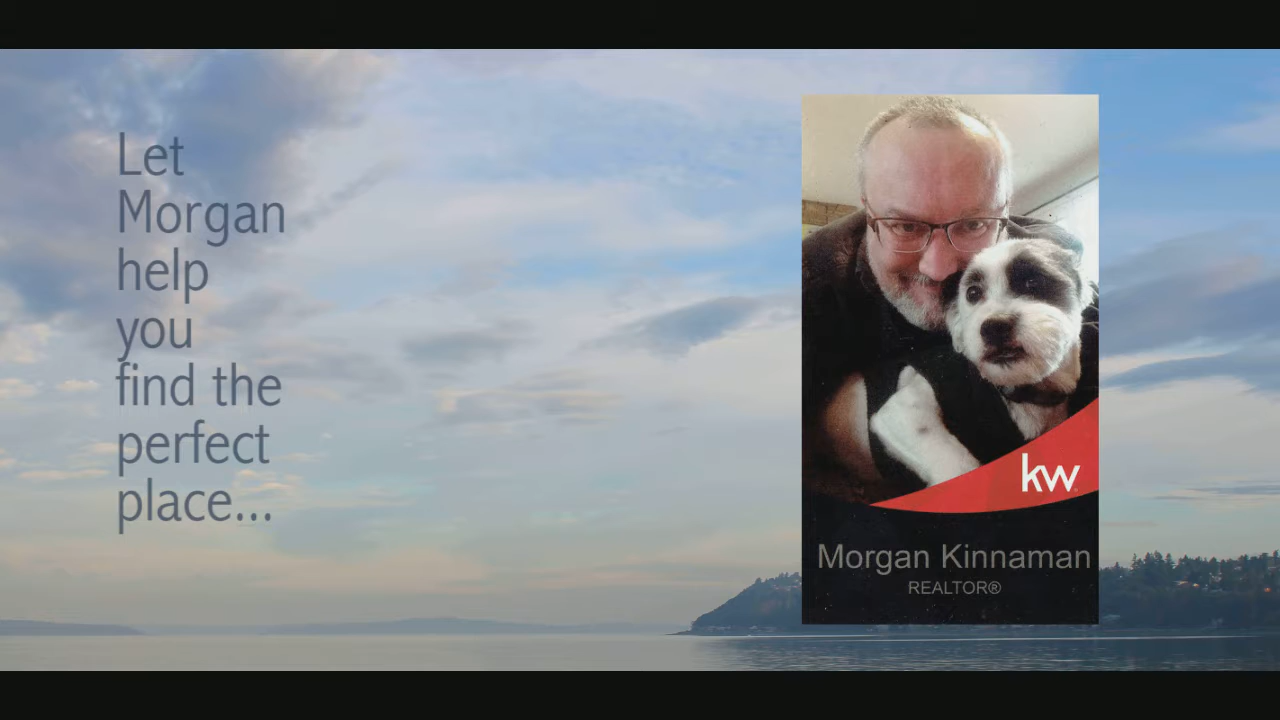 Let
Morgan
help
you
find the
perfect
place...
kw
Morgan Kinnaman
REALTOR®